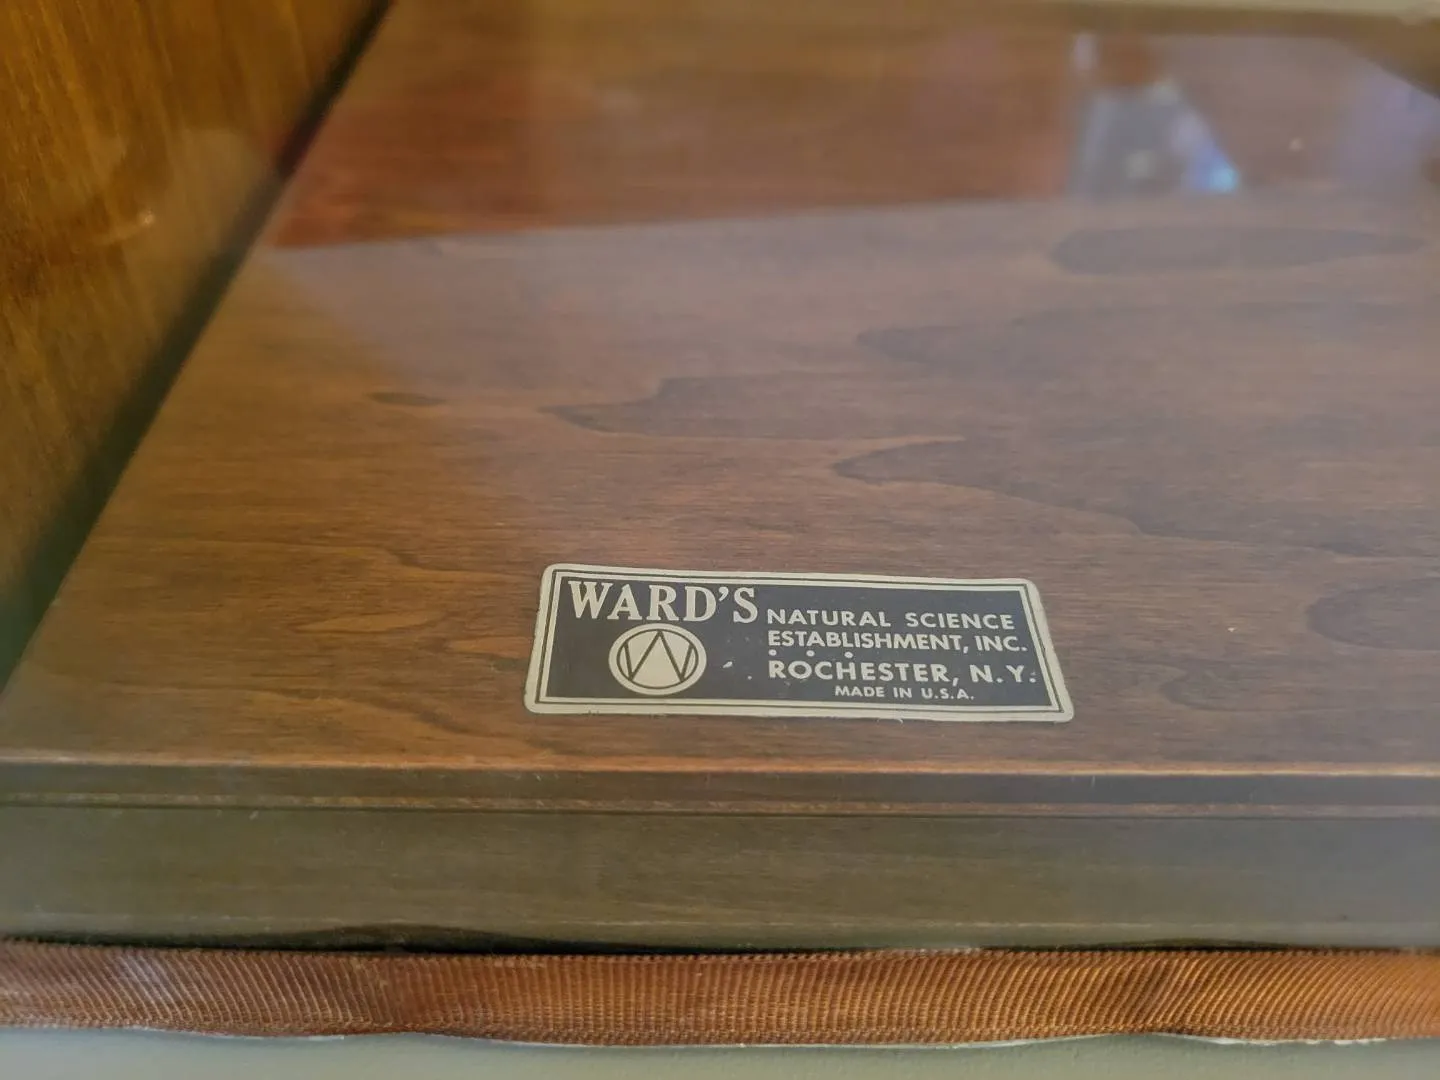 WARD'S NATURAL SCIENCE
ESTABLISHMENT, INC.
W
ROCHESTER, N.Y.
MADE IN U.S.A.